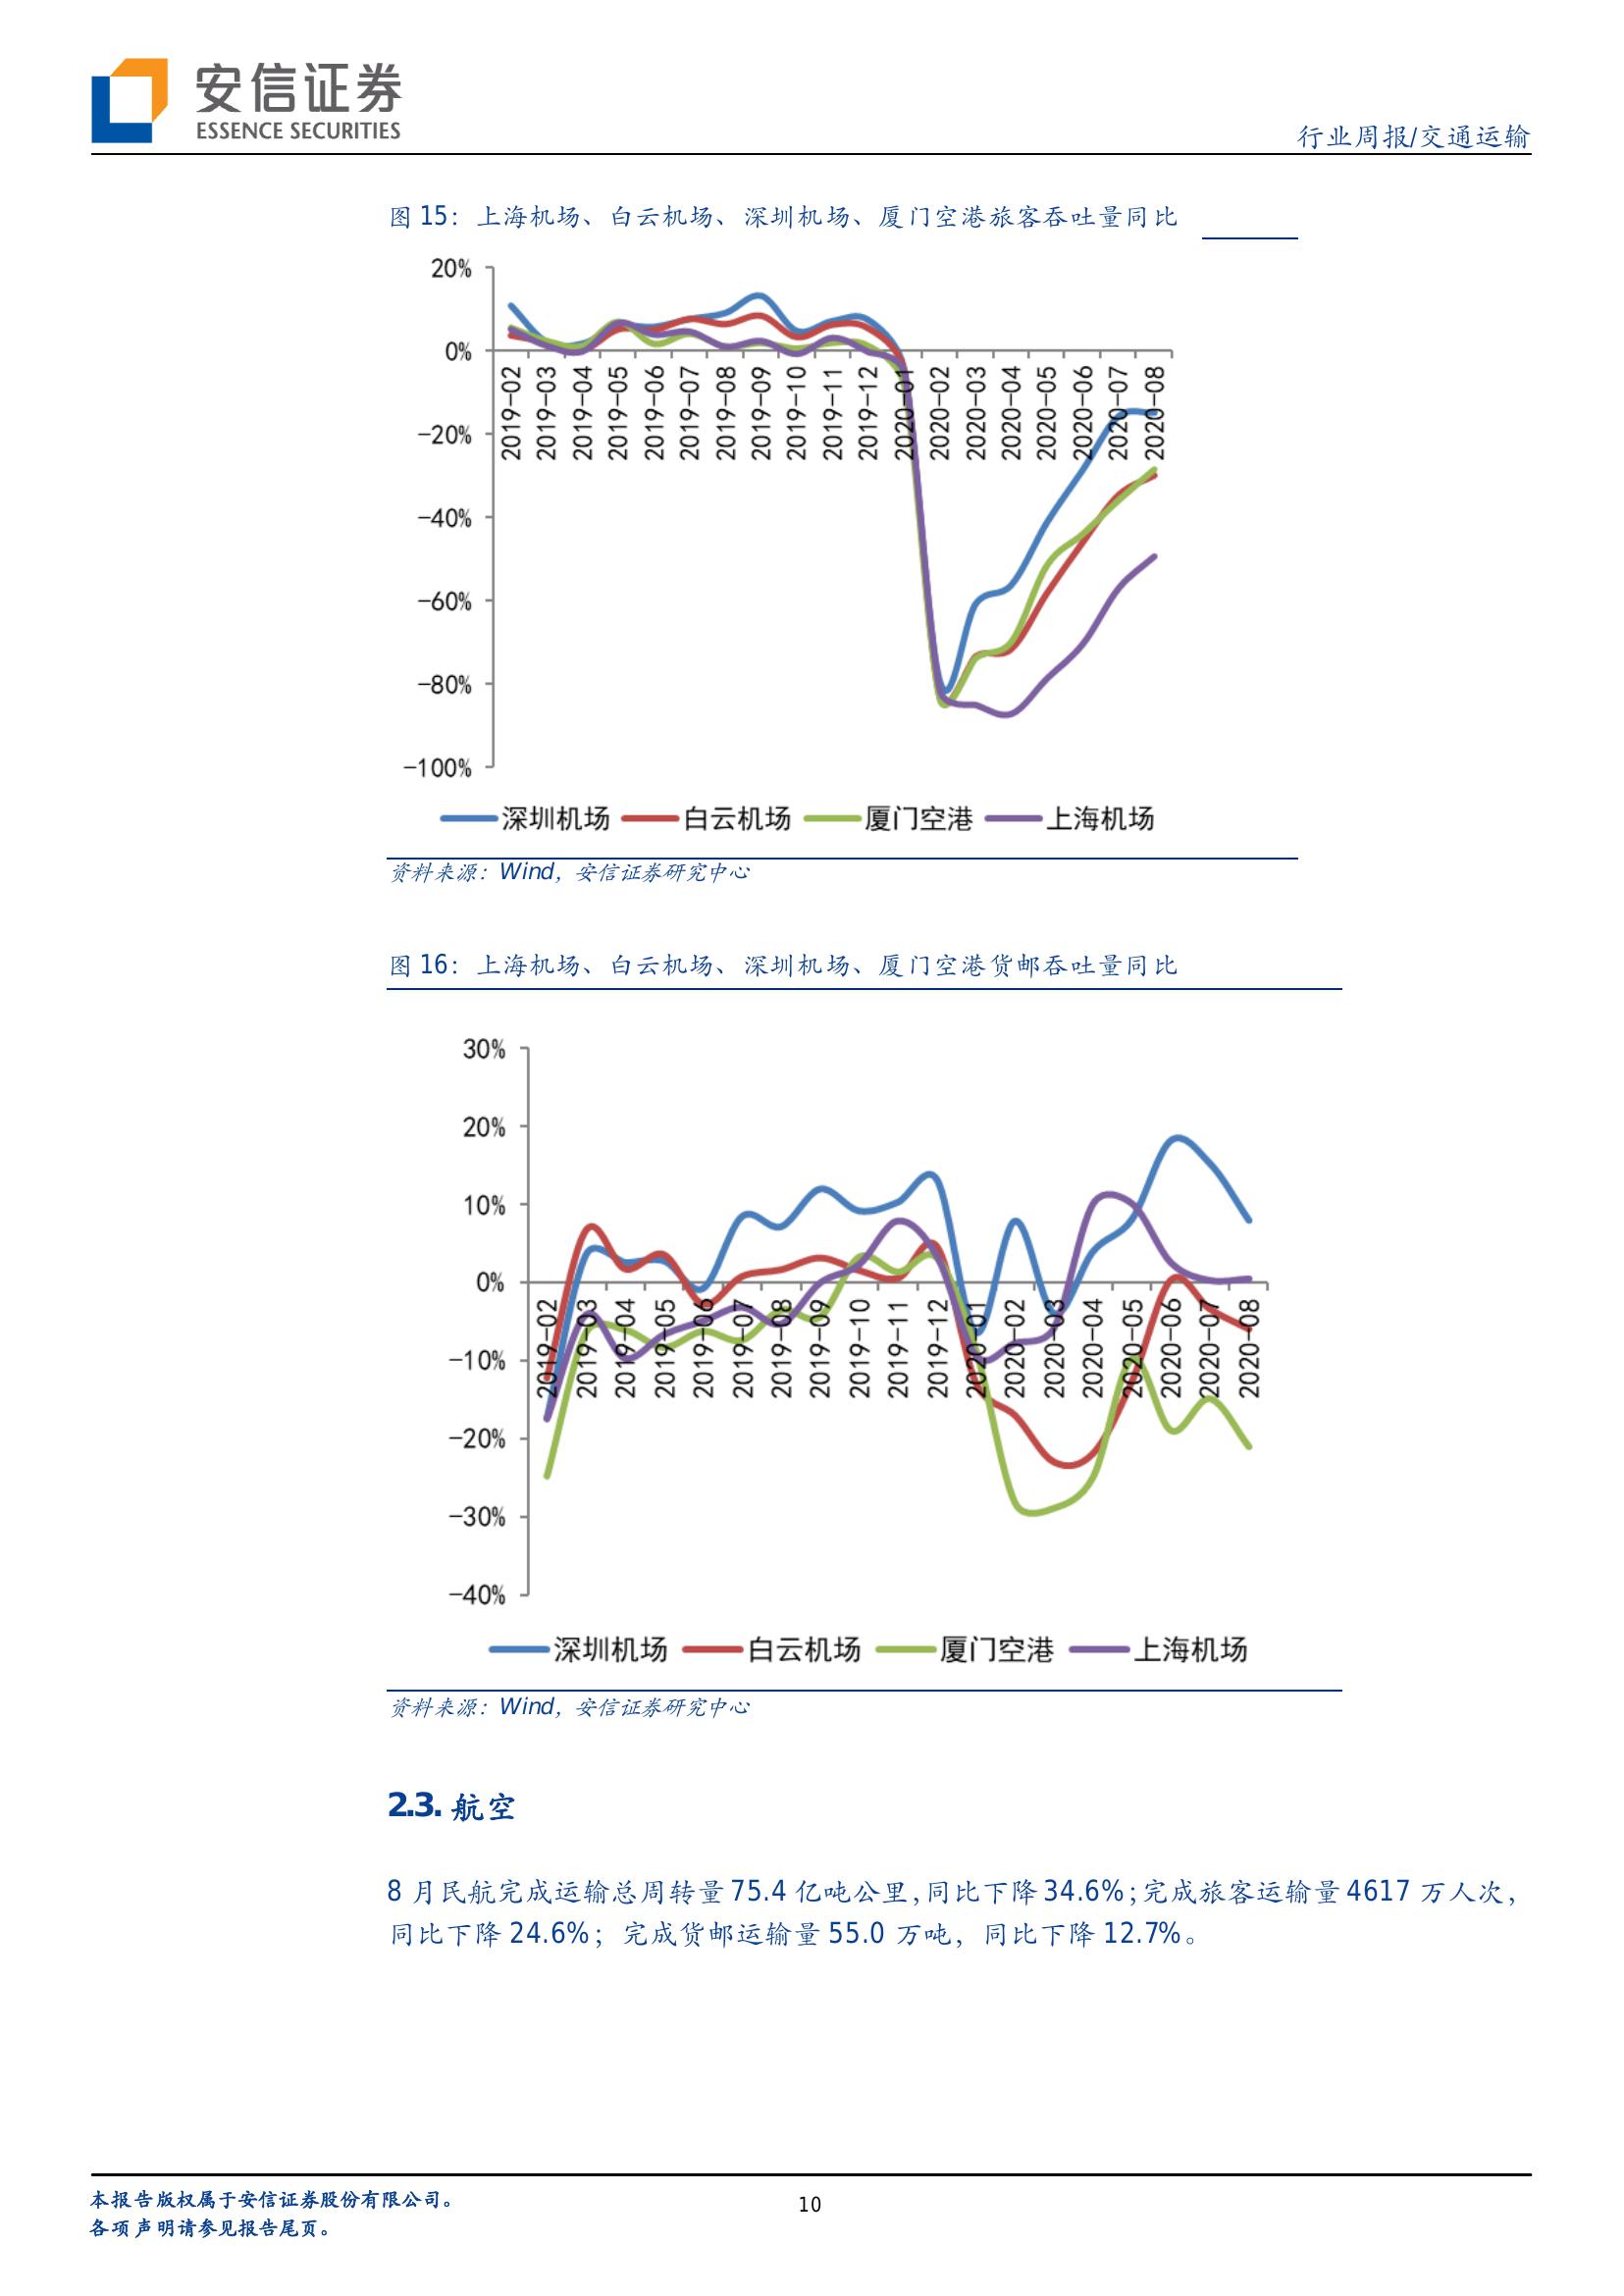 安信证券
ESSENCE SECURITIES
行业周报/交通运输
图 15：上海机场、白云机场、深圳机场、厦门空港旅客吞吐量同比
20%
0%
-20%
-40%
-60%
-80%
-100%
2019-02 2019-03 2019-04 2019-05 2019-06 2019-07 2019-08 2019-09 2019-10 2019-11 2019-12 2020-01 2020-02 2020-03 2020-04 2020-05 2020-06 2020-07 2020-08
深圳机场 白云机场 厦门空港 上海机场
资料来源：Wind，安信证券研究中心
图 16：上海机场、白云机场、深圳机场、厦门空港货邮吞吐量同比
30%
20%
10%
0%
-10%
-20%
-30%
-40%
2019-02 2019-03 2019-04 2019-05 2019-06 2019-07 2019-08 2019-09 2019-10 2019-11 2019-12 2020-01 2020-02 2020-03 2020-04 2020-05 2020-06 2020-07 2020-08
深圳机场 白云机场 厦门空港 上海机场
资料来源：Wind，安信证券研究中心
2.3. 航空
8 月民航完成运输总周转量 75.4 亿吨公里，同比下降 34.6%；完成旅客运输量 4617 万人次，
同比下降 24.6%；完成货邮运输量 55.0 万吨，同比下降 12.7%。
本报告版权属于安信证券股份有限公司。
各项声明请参见报告尾页。
10